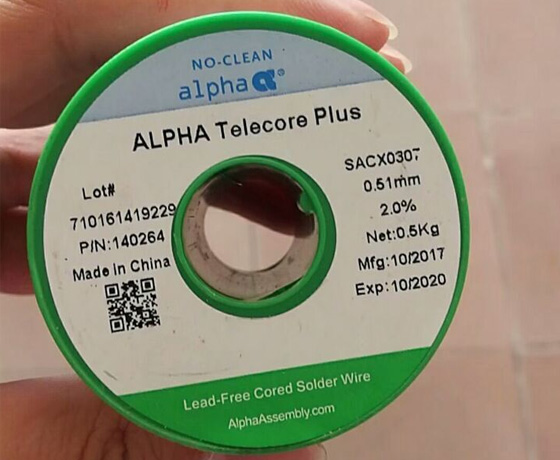 NO-CLEAN
alpha®
ALPHA Telecore Plus
Lot#
710161419229
P/N:140264
Made in China
SACX0307
0.51mm
2.0%
Net:0.5Kg
Mfg:10/2017
Exp:10/2020
Lead-Free Cored Solder Wire
AlphaAssembly.com